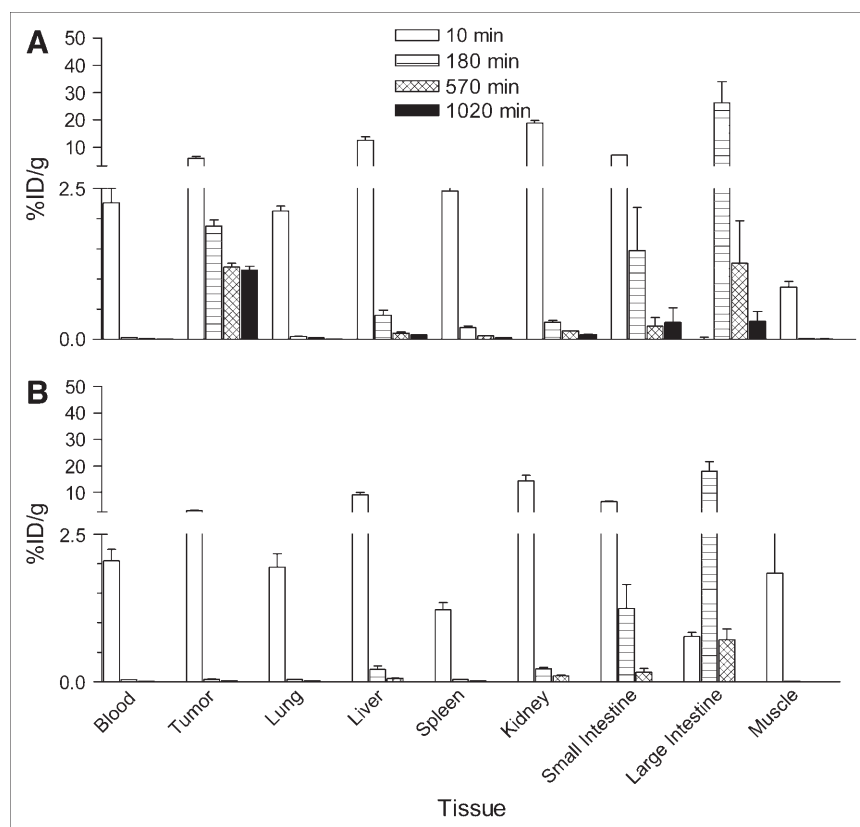 A
50
40
30
20
10
2.5
0.0
%ID/g
10 min
180 min
570 min
1020 min
B
50
40
30
20
10
2.5
0.0
%ID/g
Blood
Tumor
Lung
Liver
Spleen
Kidney
Small Intestine
Large Intestine
Muscle
Tissue